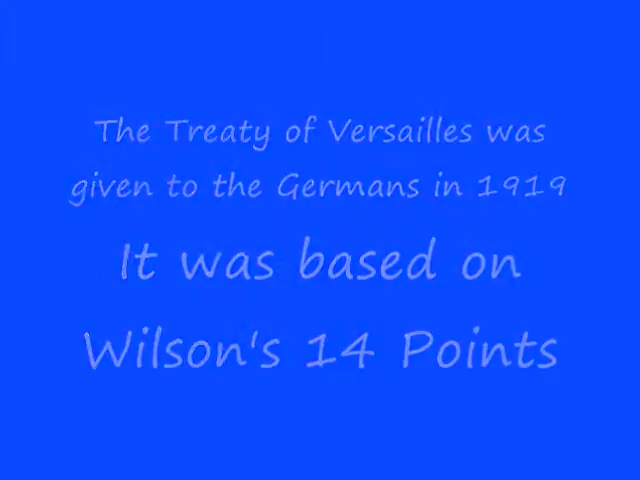 The Treaty of Versailles was
given to the Germans in 1919
It was based on
Wilson's 14 Points